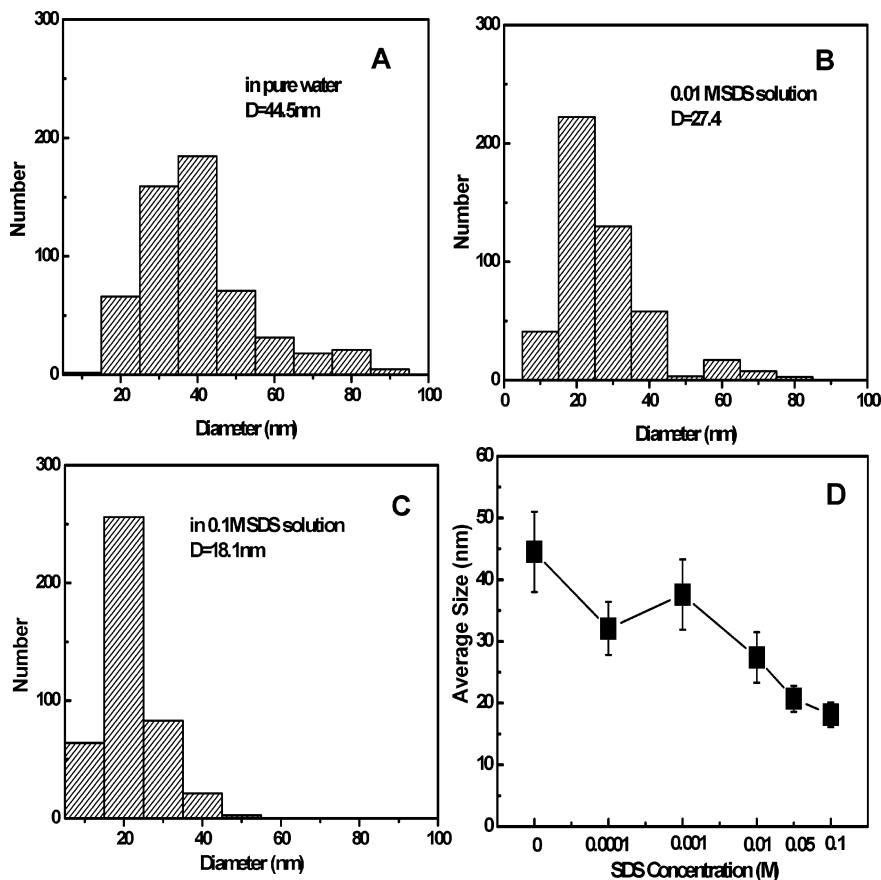 A
in pure water
D=44.5nm
Number
300
200
100
0
20
40
60
80
100
Diameter (nm)
B
0.01 M SDS solution
D=27.4
Number
300
200
100
0
0
20
40
60
80
100
Diameter (nm)
C
in 0.1M SDS solution
D=18.1nm
Number
300
200
100
0
20
40
60
80
100
Diameter (nm)
D
Average Size (nm)
60
50
40
30
20
10
0
0
0.0001
0.001
0.01
0.05
0.1
SDS Concentration (M)